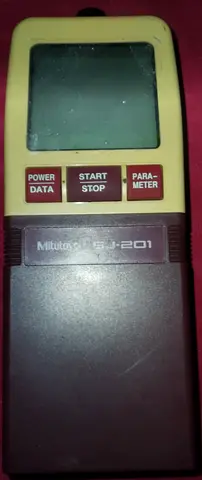 POWER
DATA
START
STOP
PARA-
METER
Mitutoyo SJ-201